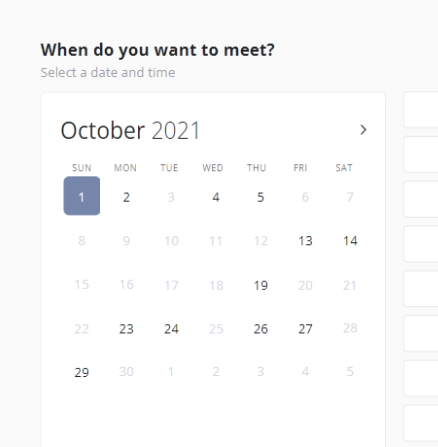 When do you want to meet?
Select a date and time
October 2021
SUN MON TUE WED THU FRI SAT
1 2 3 4 5 6 7
8 9 10 11 12 13 14
15 16 17 18 19 20 21
22 23 24 25 26 27 28
29 30 1 2 3 4 5